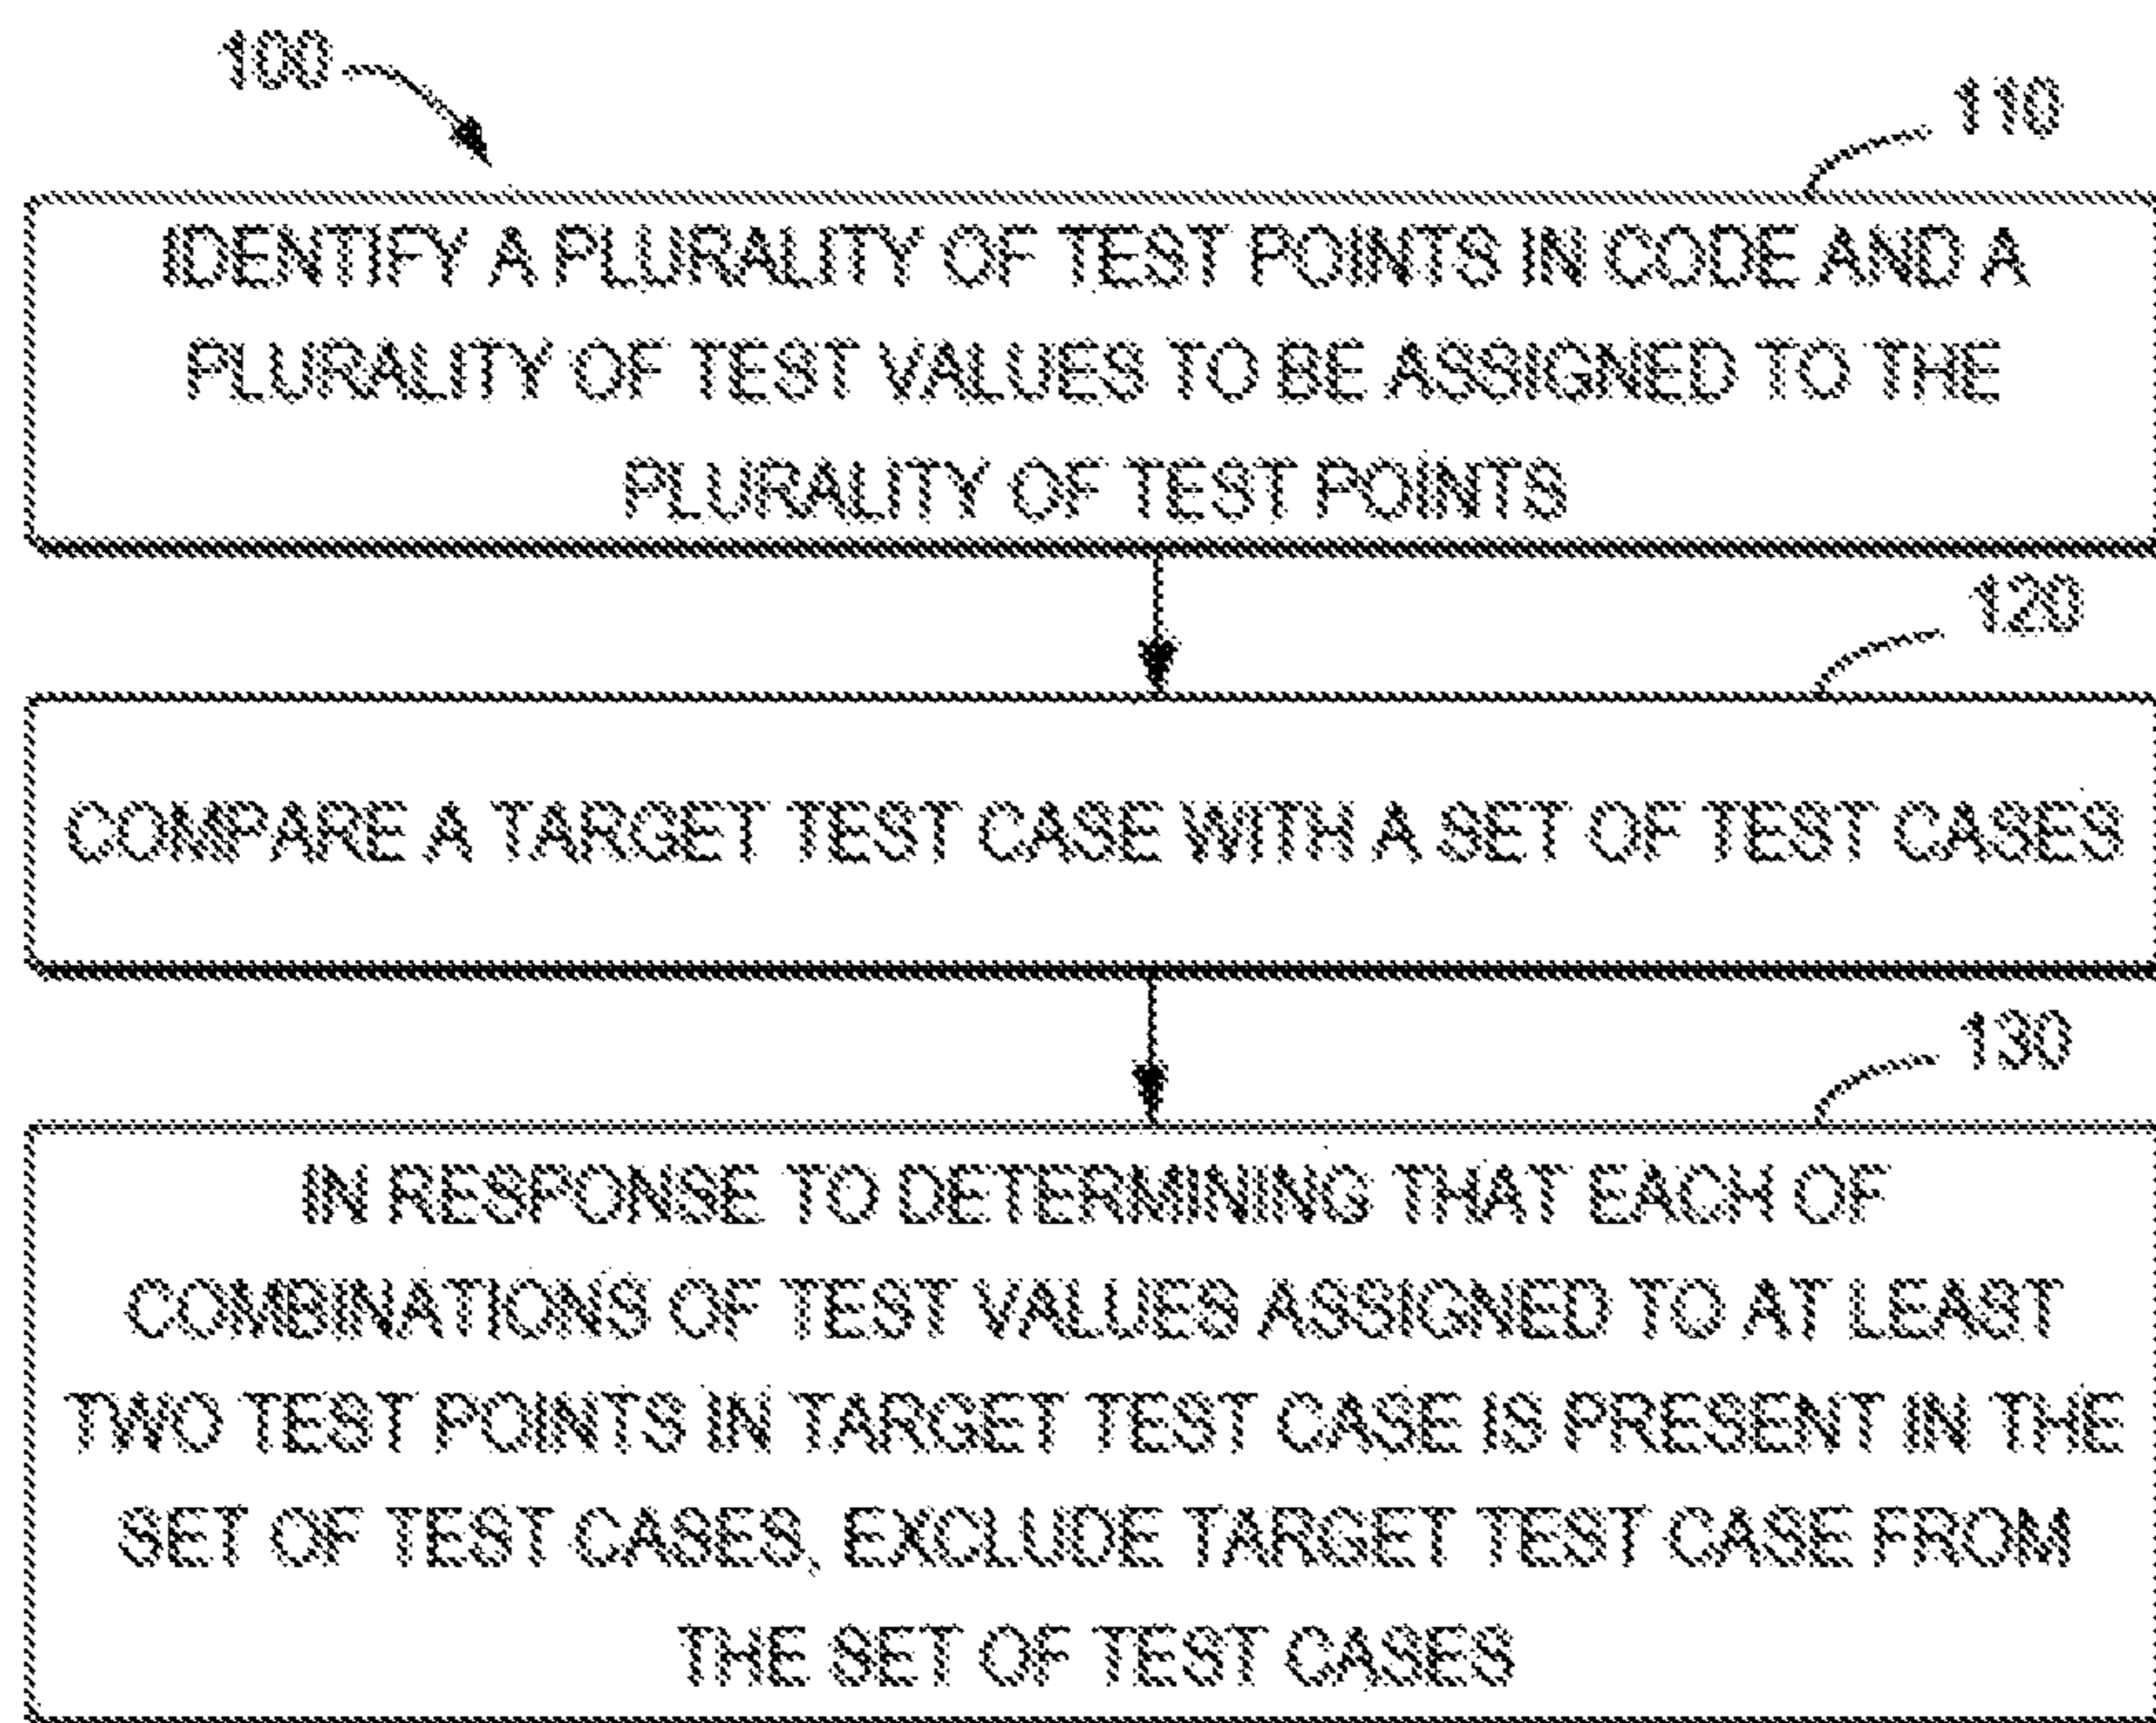 100
110
IDENTIFY A PLURALITY OF TEST POINTS IN CODE AND A
PLURALITY OF TEST VALUES TO BE ASSIGNED TO THE
PLURALITY OF TEST POINTS
120
COMPARE A TARGET TEST CASE WITH A SET OF TEST CASES
130
IN RESPONSE TO DETERMINING THAT EACH OF
COMBINATIONS OF TEST VALUES ASSIGNED TO AT LEAST
TWO TEST POINTS IN TARGET TEST CASE IS PRESENT IN THE
SET OF TEST CASES, EXCLUDE TARGET TEST CASE FROM
THE SET OF TEST CASES